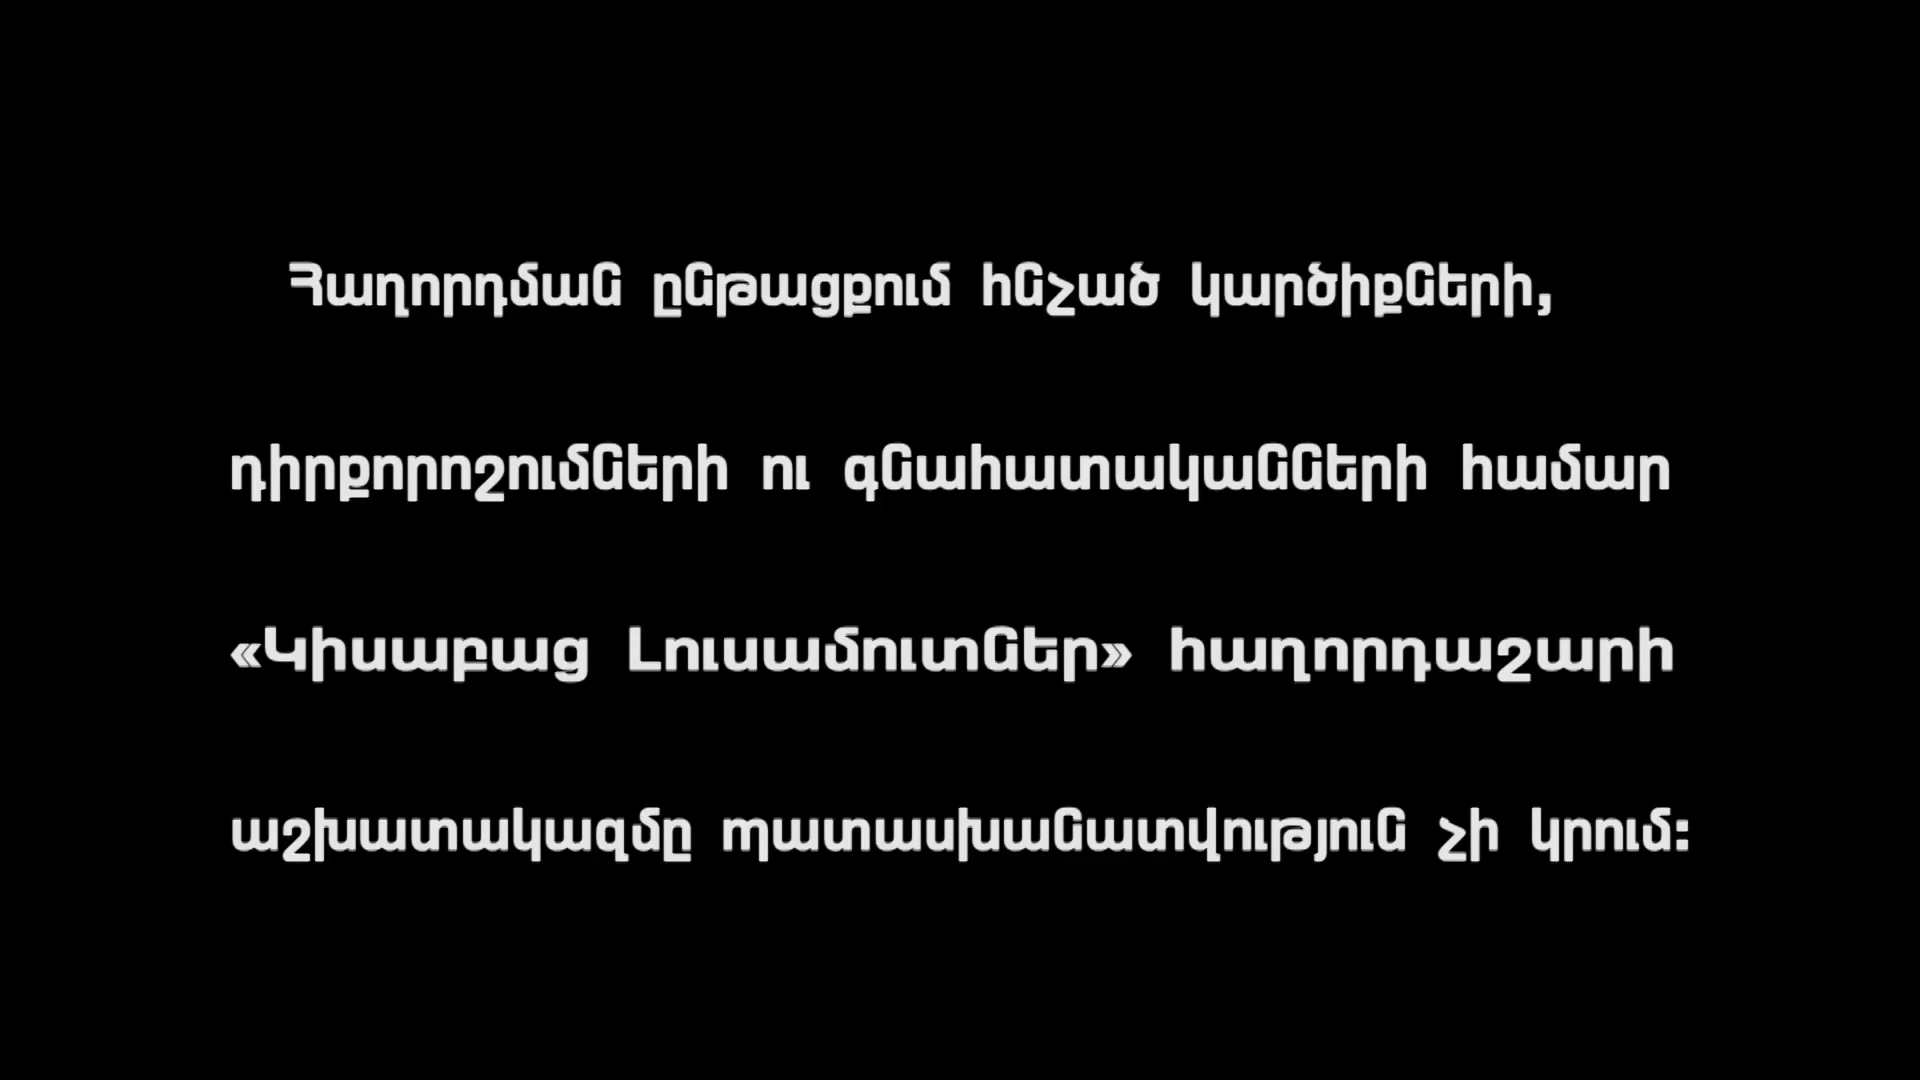 Հաղորդման ընթացքում հնչած կարծիքների,
դիրքորոշումների ու գնահատականների համար
«Կիսաբաց Լուսամուտներ» հաղորդաշարի
աշխատակազմը պատասխանատվություն չի կրում: